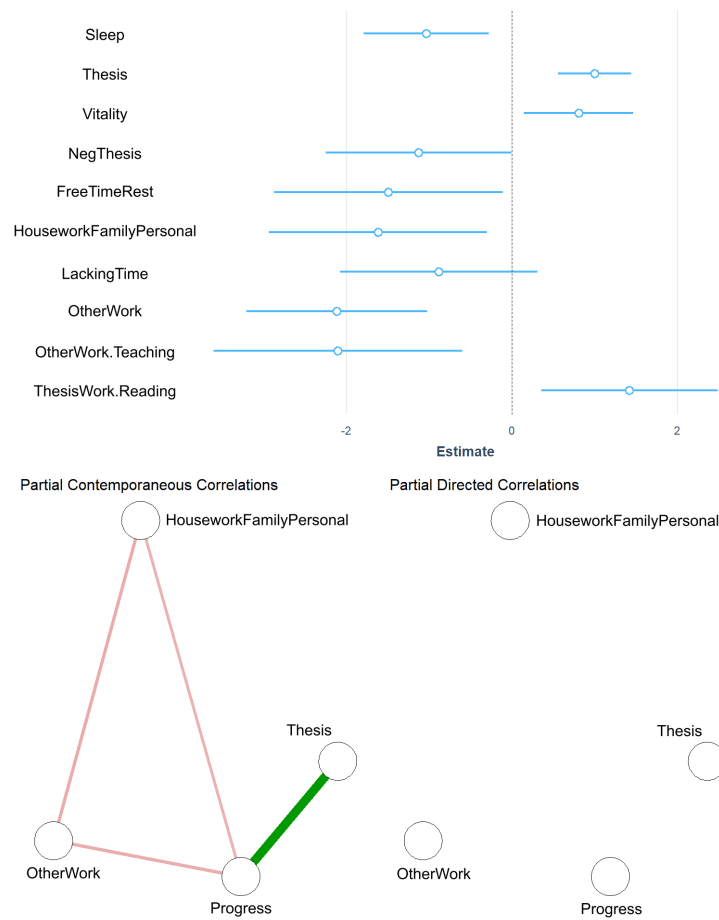 Sleep
Thesis
Vitality
NegThesis
FreeTimeRest
HouseworkFamilyPersonal
LackingTime
OtherWork
OtherWork.Teaching
ThesisWork.Reading
-2 0 2
Estimate
Partial Contemporaneous Correlations
Partial Directed Correlations
HouseworkFamilyPersonal
HouseworkFamilyPersonal
Thesis
Thesis
OtherWork
OtherWork
Progress
Progress